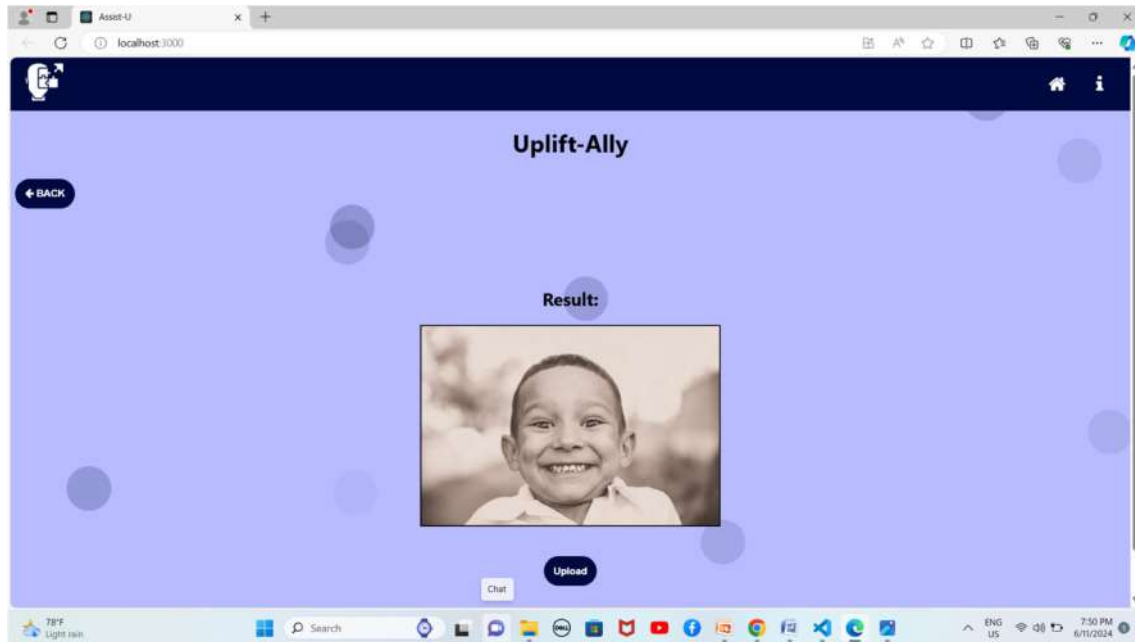 Assist-U
localhost:3000
Uplift-Ally
BACK
Result:
Upload
Chat
78°F
Light rain
Search
DELL
ENG
US
7:50 PM
6/11/2024